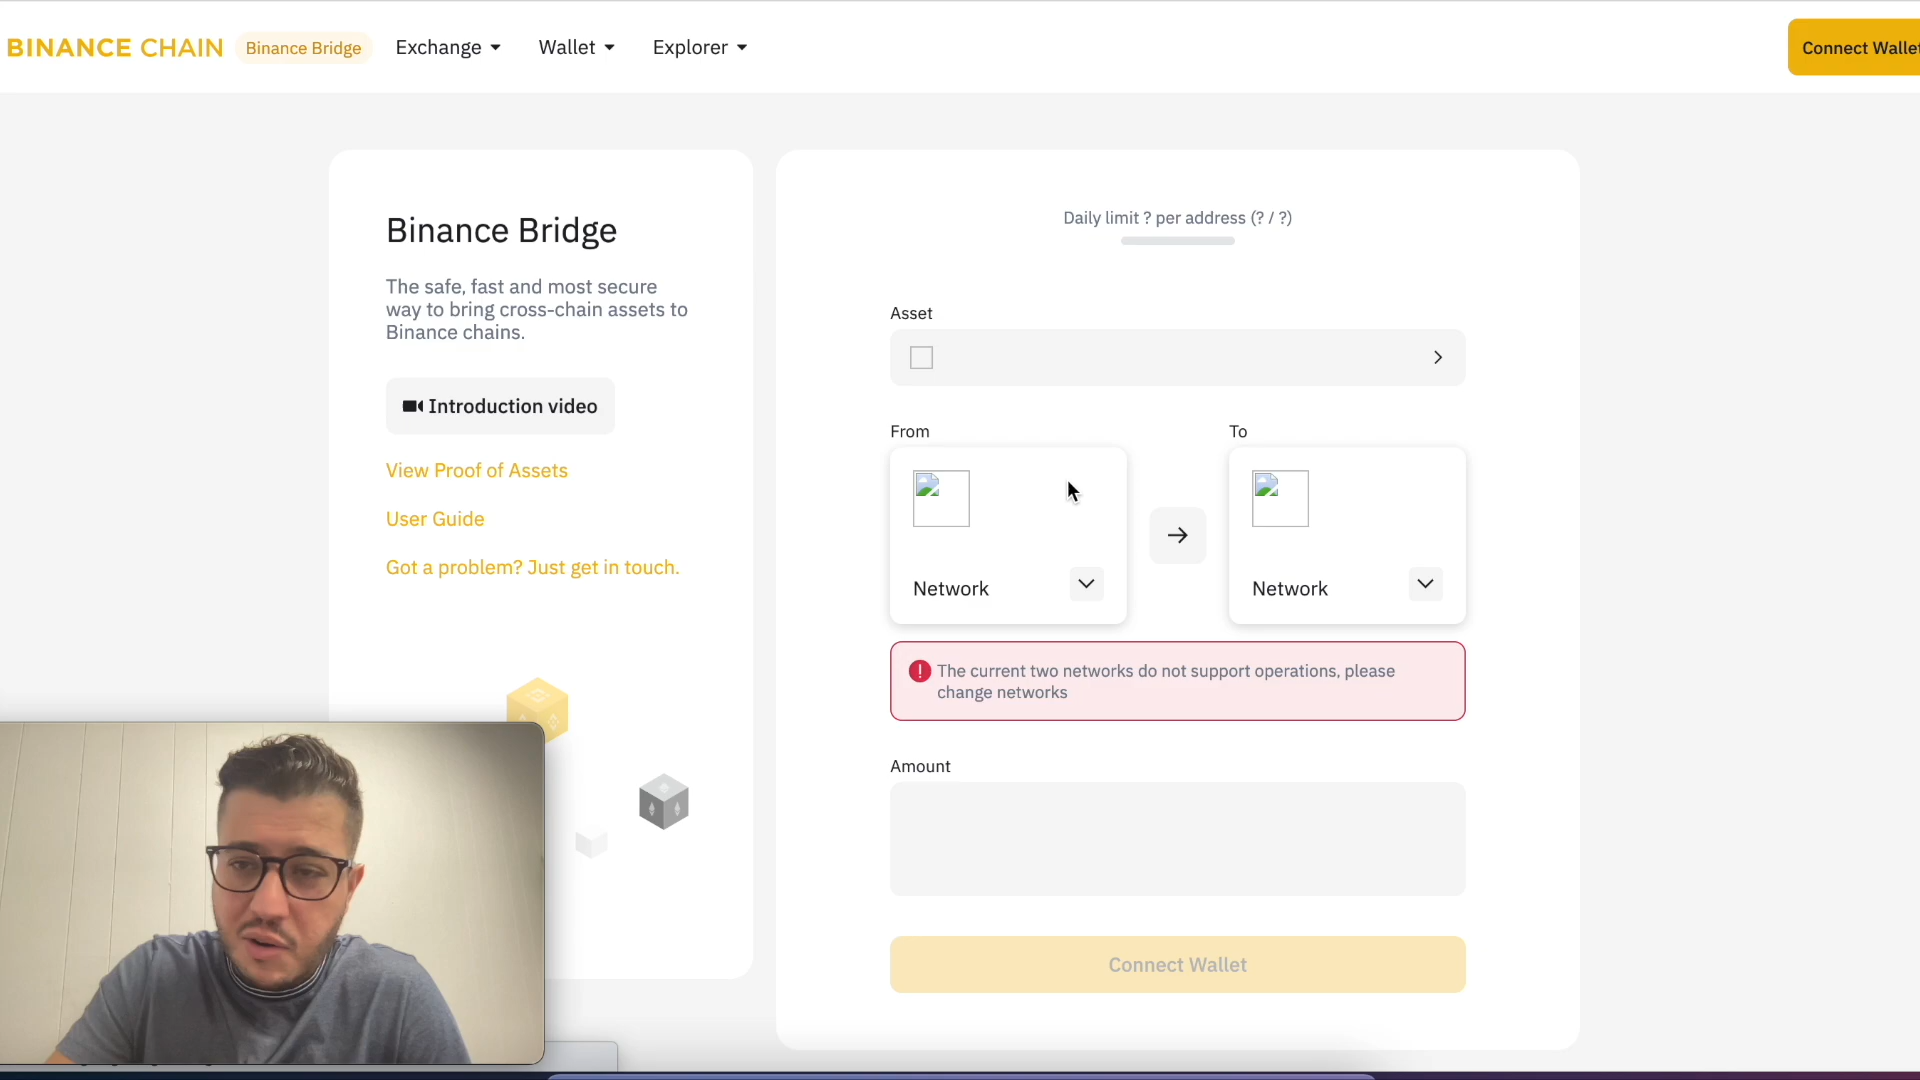 BINANCE CHAIN
Binance Bridge
Exchange
Wallet
Explorer
Connect Wallet
Binance Bridge
The safe, fast and most secure
way to bring cross-chain assets to
Binance chains.
Introduction video
View Proof of Assets
User Guide
Got a problem? Just get in touch.
Daily limit ? per address (? / ?)
Asset
From
To
Network
Network
The current two networks do not support operations, please
change networks
Amount
Connect Wallet